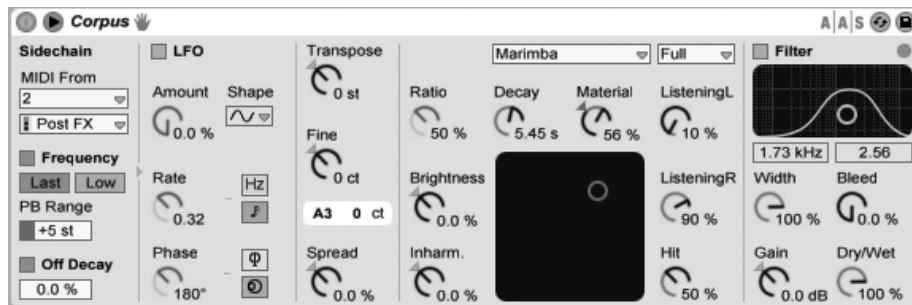 Corpus
A|A|S
Sidechain
MIDI From
2
Post FX
Frequency
Last Low
PB Range
+5 st
Off Decay
0.0 %
LFO
Amount Shape
0.0 %
Rate
0.32
Hz
Phase
180°
Φ
Transpose
0 st
Fine
0 ct
A3 0 ct
Spread
0.0 %
Marimba Full
Ratio Decay Material ListeningL
50 % 5.45 s 56 % 10 %
Brightness ListeningR
0.0 % 90 %
Inharm. Hit
0.0 % 50 %
Filter
1.73 kHz 2.56
Width Bleed
100 % 0.0 %
Gain Dry/Wet
0.0 dB 100 %